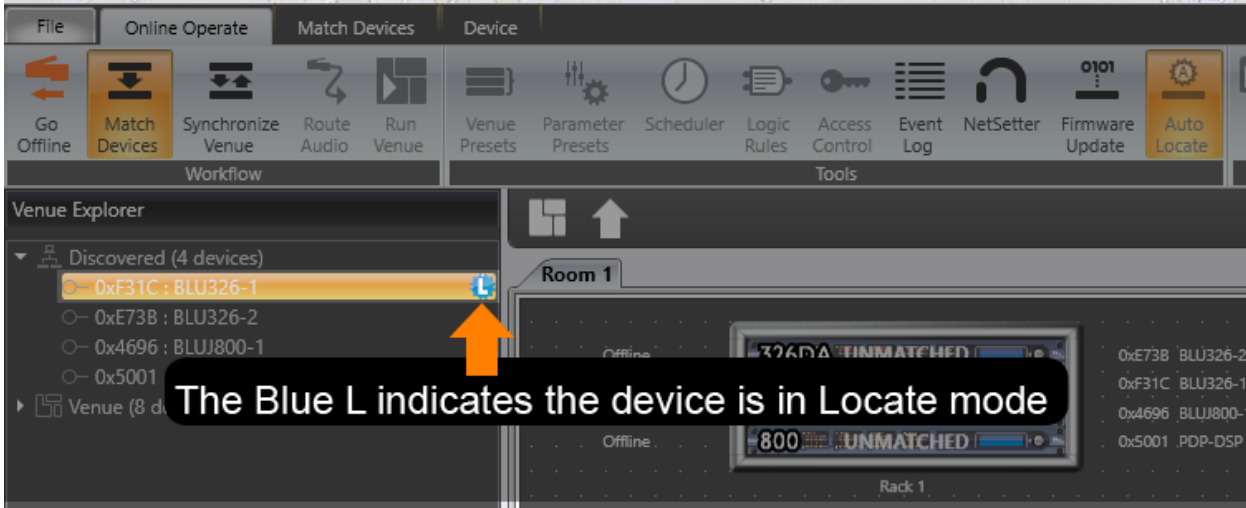 File Online Operate Match Devices Device
Go Offline
Match Devices
Synchronize Venue
Route Audio
Run Venue
Venue Presets
Parameter Presets
Scheduler
Logic Rules
Access Control
Event Log
NetSetter
0101
Firmware Update
A
Auto Locate
Workflow
Tools
Venue Explorer
Discovered (4 devices)
0xF31C : BLU326-1
L
0xE73B : BLU326-2
0x4696 : BLUJ800-1
0x5001
Venue (8 d
The Blue L indicates the device is in Locate mode
Room 1
Offline
326DA UNMATCHED
Offline
800 UNMATCHED
0xE73B BLU326-2
0xF31C BLU326-1
0x4696 BLUJ800-
0x5001 PDP-DSP
Rack 1